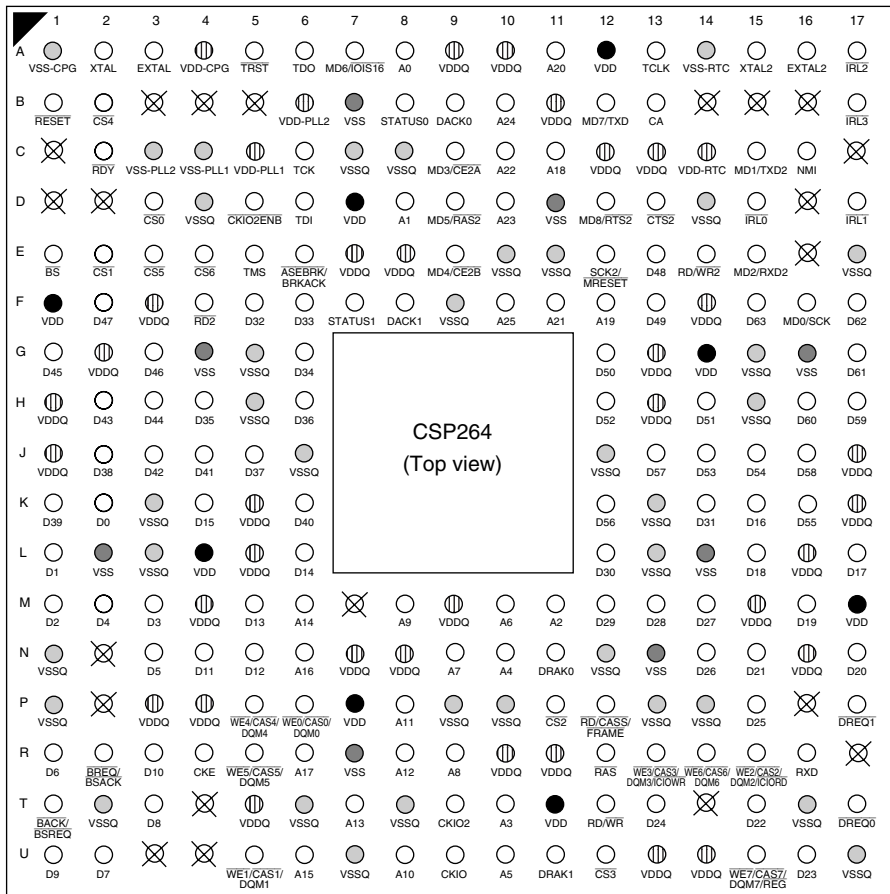 1 2 3 4 5 6 7 8 9 10 11 12 13 14 15 16 17
A
VSS-CPG XTAL EXTAL VDD-CPG TRST TDO MD6/IOIS16 A0 VDDQ VDDQ A20 VDD TCLK VSS-RTC XTAL2 EXTAL2 IRL2
B
RESET CS4 VDD-PLL2 VSS STATUS0 DACK0 A24 VDDQ MD7/TXD CA IRL3
C
RDY VSS-PLL2 VSS-PLL1 VDD-PLL1 TCK VSSQ VSSQ MD3/CE2A A22 A18 VDDQ VDDQ VDD-RTC MD1/TXD2 NMI
D
CS0 VSSQ CKIO2ENB TDI VDD A1 MD5/RAS2 A23 VSS MD8/RTS2 CTS2 VSSQ IRL0 IRL1
E
BS CS1 CS5 CS6 TMS ASEBRK/ VDDQ VDDQ MD4/CE2B VSSQ VSSQ SCK2/ D48 RD/WR2 MD2/RXD2 VSSQ
BRKACK MRESET
F
VDD D47 VDDQ RD2 D32 D33 STATUS1 DACK1 VSSQ A25 A21 A19 D49 VDDQ D63 MD0/SCK D62
G
D45 VDDQ D46 VSS VSSQ D34 D50 VDDQ VDD VSSQ VSS D61
H
VDDQ D43 D44 D35 VSSQ D36 D52 VDDQ D51 VSSQ D60 D59
CSP264
J
(Top view)
VDDQ D38 D42 D41 D37 VSSQ VSSQ D57 D53 D54 D58 VDDQ
K
D39 D0 VSSQ D15 VDDQ D40 D56 VSSQ D31 D16 D55 VDDQ
L
D1 VSS VSSQ VDD VDDQ D14 D30 VSSQ VSS D18 VDDQ D17
M
D2 D4 D3 VDDQ D13 A14 A9 VDDQ A6 A2 D29 D28 D27 VDDQ D19 VDD
N
VSSQ D5 D11 D12 A16 VDDQ VDDQ A7 A4 DRAK0 VSSQ VSS D26 D21 VDDQ D20
P
VSSQ VDDQ VDDQ WE4/CAS4/ WE0/CAS0/ VDD A11 VSSQ VSSQ CS2 RD/CASS/ VSSQ VSSQ D25 DREQ1
DQM4 DQM0 FRAME
R
D6 BREQ/ D10 CKE WE5/CAS5/ A17 VSS A12 A8 VDDQ VDDQ RAS WE3/CAS3/ WE6/CAS6/ WE2/CAS2/ RXD
BSACK DQM5 DQM3/ICIOWR DQM6 DQM2/ICIORD
T
BACK/ VSSQ D8 VDDQ VSSQ A13 VSSQ CKIO2 A3 VDD RD/WR D24 D22 VSSQ DREQ0
BSREQ
U
D9 D7 WE1/CAS1/ A15 VSSQ A10 CKIO A5 DRAK1 CS3 VDDQ VDDQ WE7/CAS7/ D23 VSSQ
DQM1 DQM7/REG